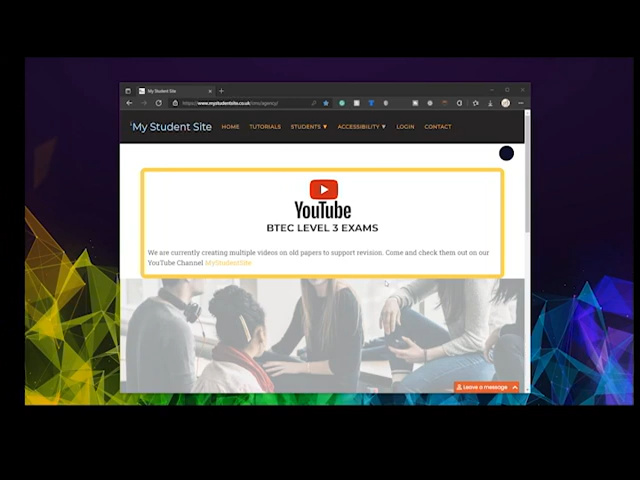 My Student Site
https://www.mystudentsite.co.uk/sms/agency/
My Student Site HOME TUTORIALS STUDENTS ▼ ACCESSIBILITY ▼ LOGIN CONTACT
YouTube
BTEC LEVEL 3 EXAMS
We are currently creating multiple videos on old papers to support revision. Come and check them out on our
YouTube Channel MyStudentSite
Leave a message